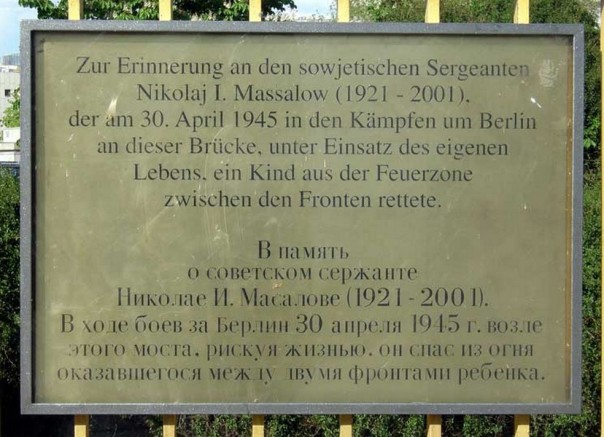 Zur Erinnerung an den sowjetischen Sergeanten
Nikolaj I. Massalow (1921 - 2001),
der am 30. April 1945 in den Kämpfen um Berlin
an dieser Brücke, unter Einsatz des eigenen
Lebens, ein Kind aus der Feuerzone
zwischen den Fronten rettete.
В память
о советском сержанте
Николае И. Масалове (1921 - 2001).
В ходе боев за Берлин 30 апреля 1945 г. возле
этого моста, рискуя жизнью, он спас из огня
оказавшегося между двумя фронтами ребенка.